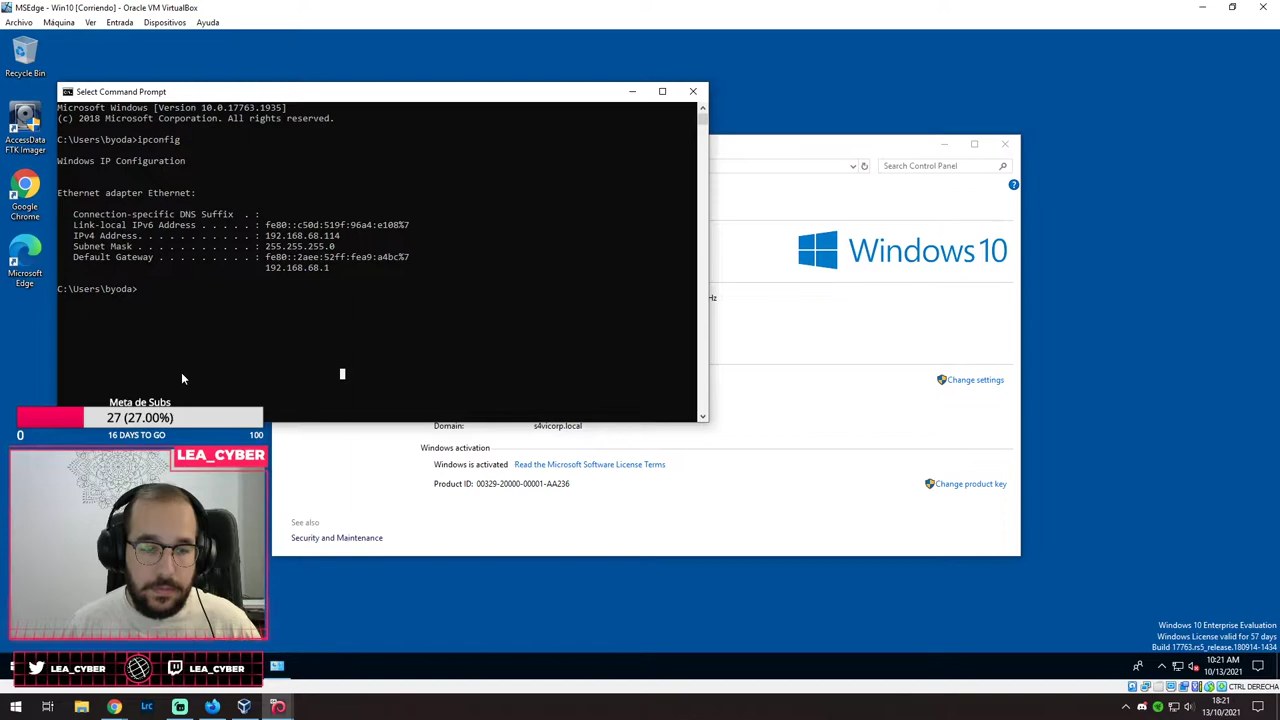 MSEdge - Win10 [Corriendo] - Oracle VM VirtualBox
Archivo Máquina Ver Entrada Dispositivos Ayuda
Recycle Bin
AccessData FTK Imager
Google Chrome
Microsoft Edge
Select Command Prompt
Microsoft Windows [Version 10.0.17763.1935]
(c) 2018 Microsoft Corporation. All rights reserved.
C:\Users\byoda>ipconfig
Windows IP Configuration
Ethernet adapter Ethernet:
Connection-specific DNS Suffix . :
Link-local IPv6 Address . . . . . : fe80::c50d:519f:96a4:e108%7
IPv4 Address. . . . . . . . . . . : 192.168.68.114
Subnet Mask . . . . . . . . . . . : 255.255.255.0
Default Gateway . . . . . . . . . : fe80::2aee:52ff:fea9:a4bc%7
192.168.68.1
C:\Users\byoda>
Search Control Panel
Windows 10
Hz
Change settings
Domain: s4vicorp.local
Windows activation
Windows is activated Read the Microsoft Software License Terms
Product ID: 00329-20000-00001-AA236
Change product key
See also
Security and Maintenance
Meta de Subs
27 (27.00%)
0 16 DAYS TO GO 100
LEA_CYBER
LEA_CYBER LEA_CYBER
Windows 10 Enterprise Evaluation
Windows License valid for 57 days
Build 17763.rs5_release.180914-1434
10:21 AM
10/13/2021
CTRL DERECHA
Lrc
18:21
13/10/2021